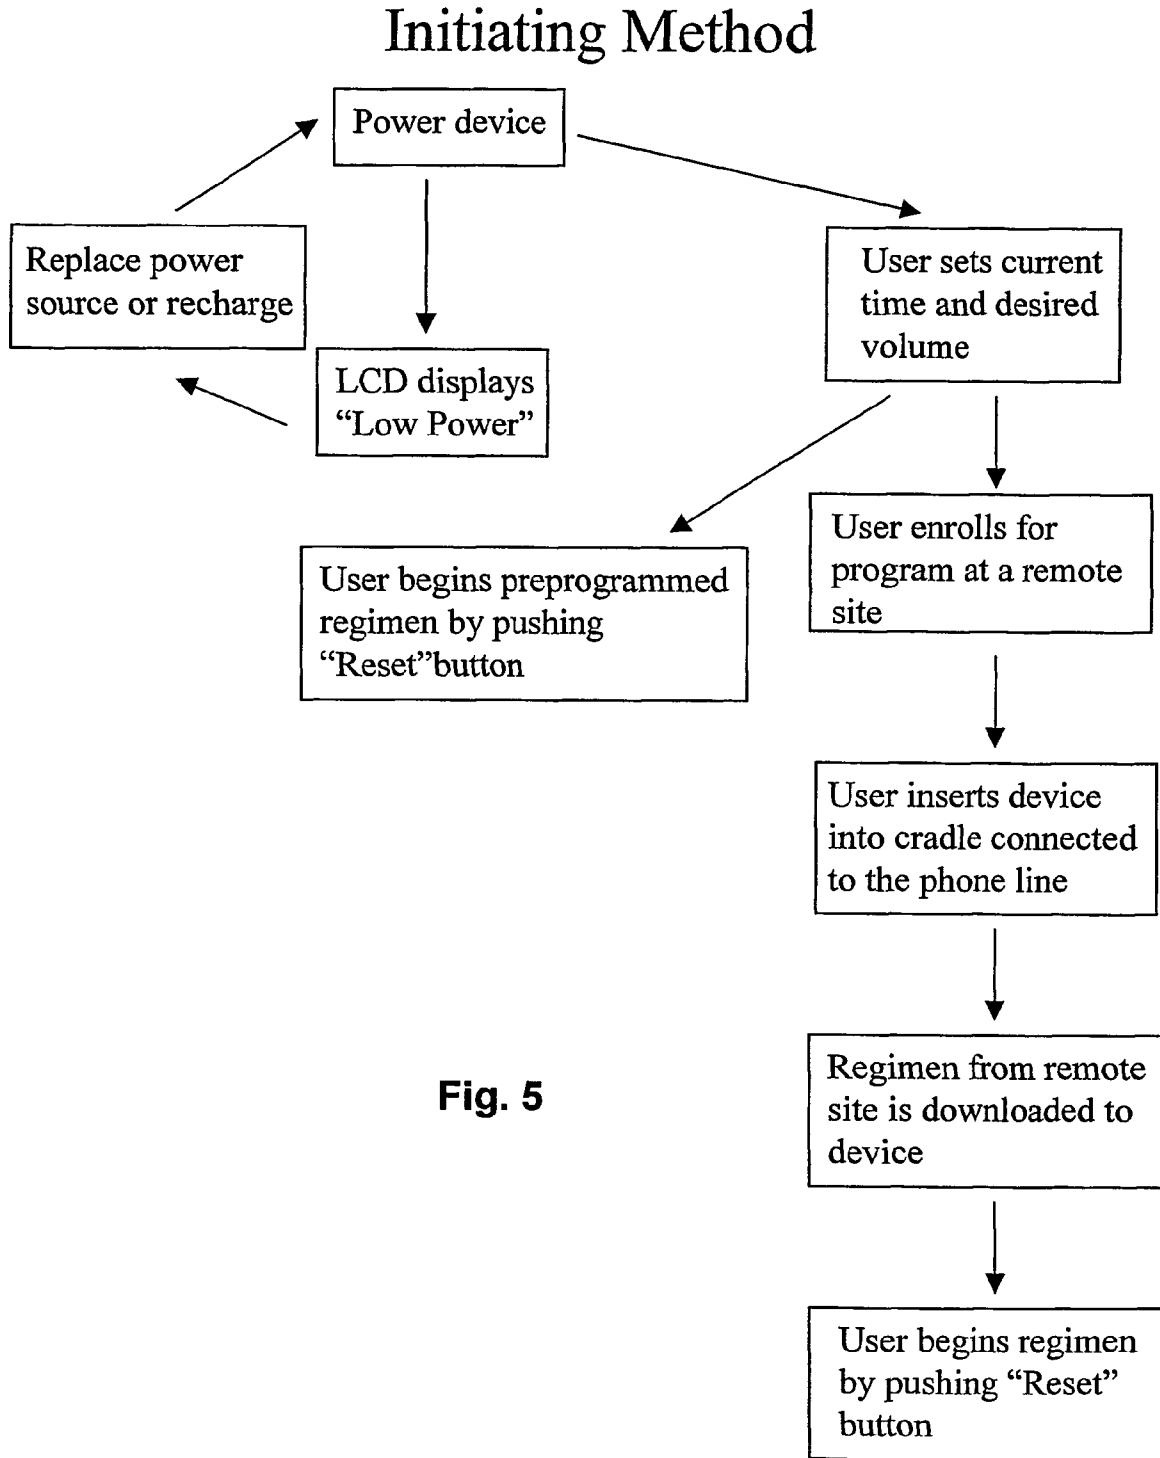 Initiating Method
Power device
Replace power
source or recharge
LCD displays
“Low Power”
User sets current
time and desired
volume
User begins preprogrammed
regimen by pushing
“Reset”button
User enrolls for
program at a remote
site
User inserts device
into cradle connected
to the phone line
Regimen from remote
site is downloaded to
device
User begins regimen
by pushing “Reset”
button
Fig. 5